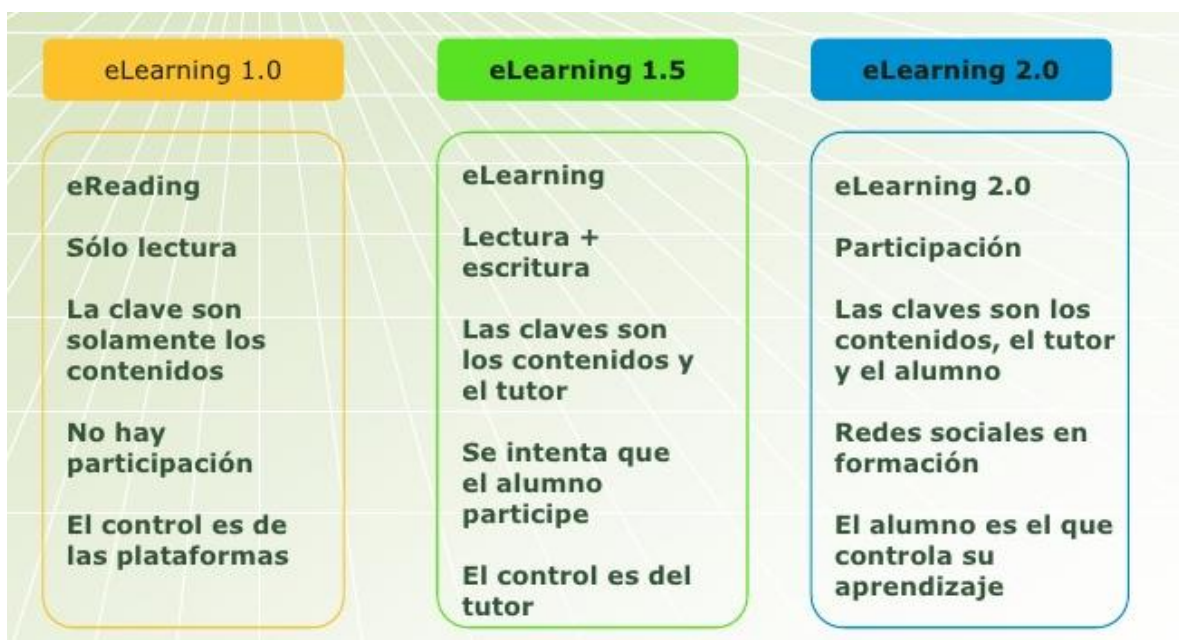 eLearning 1.0
eReading
Sólo lectura
La clave son
solamente los
contenidos
No hay
participación
El control es de
las plataformas
eLearning 1.5
eLearning
Lectura +
escritura
Las claves son
los contenidos y
el tutor
Se intenta que
el alumno
participe
El control es del
tutor
eLearning 2.0
eLearning 2.0
Participación
Las claves son los
contenidos, el tutor
y el alumno
Redes sociales en
formación
El alumno es el que
controla su
aprendizaje